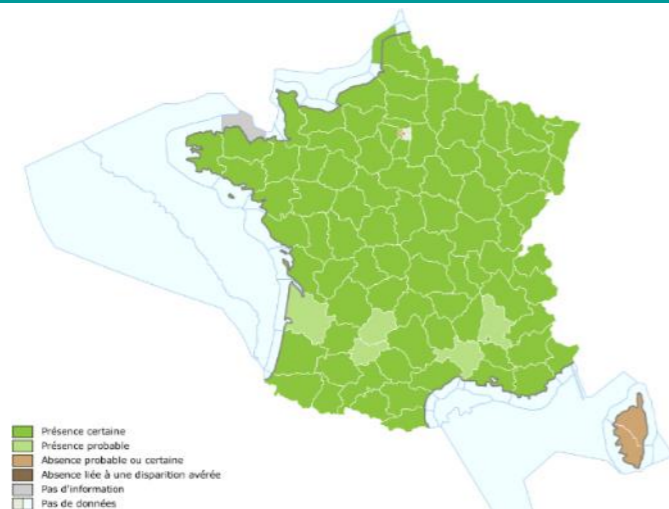 Présence certaine
Présence probable
Absence probable ou certaine
Absence liée à une disparition avérée
Pas d'information
Pas de données